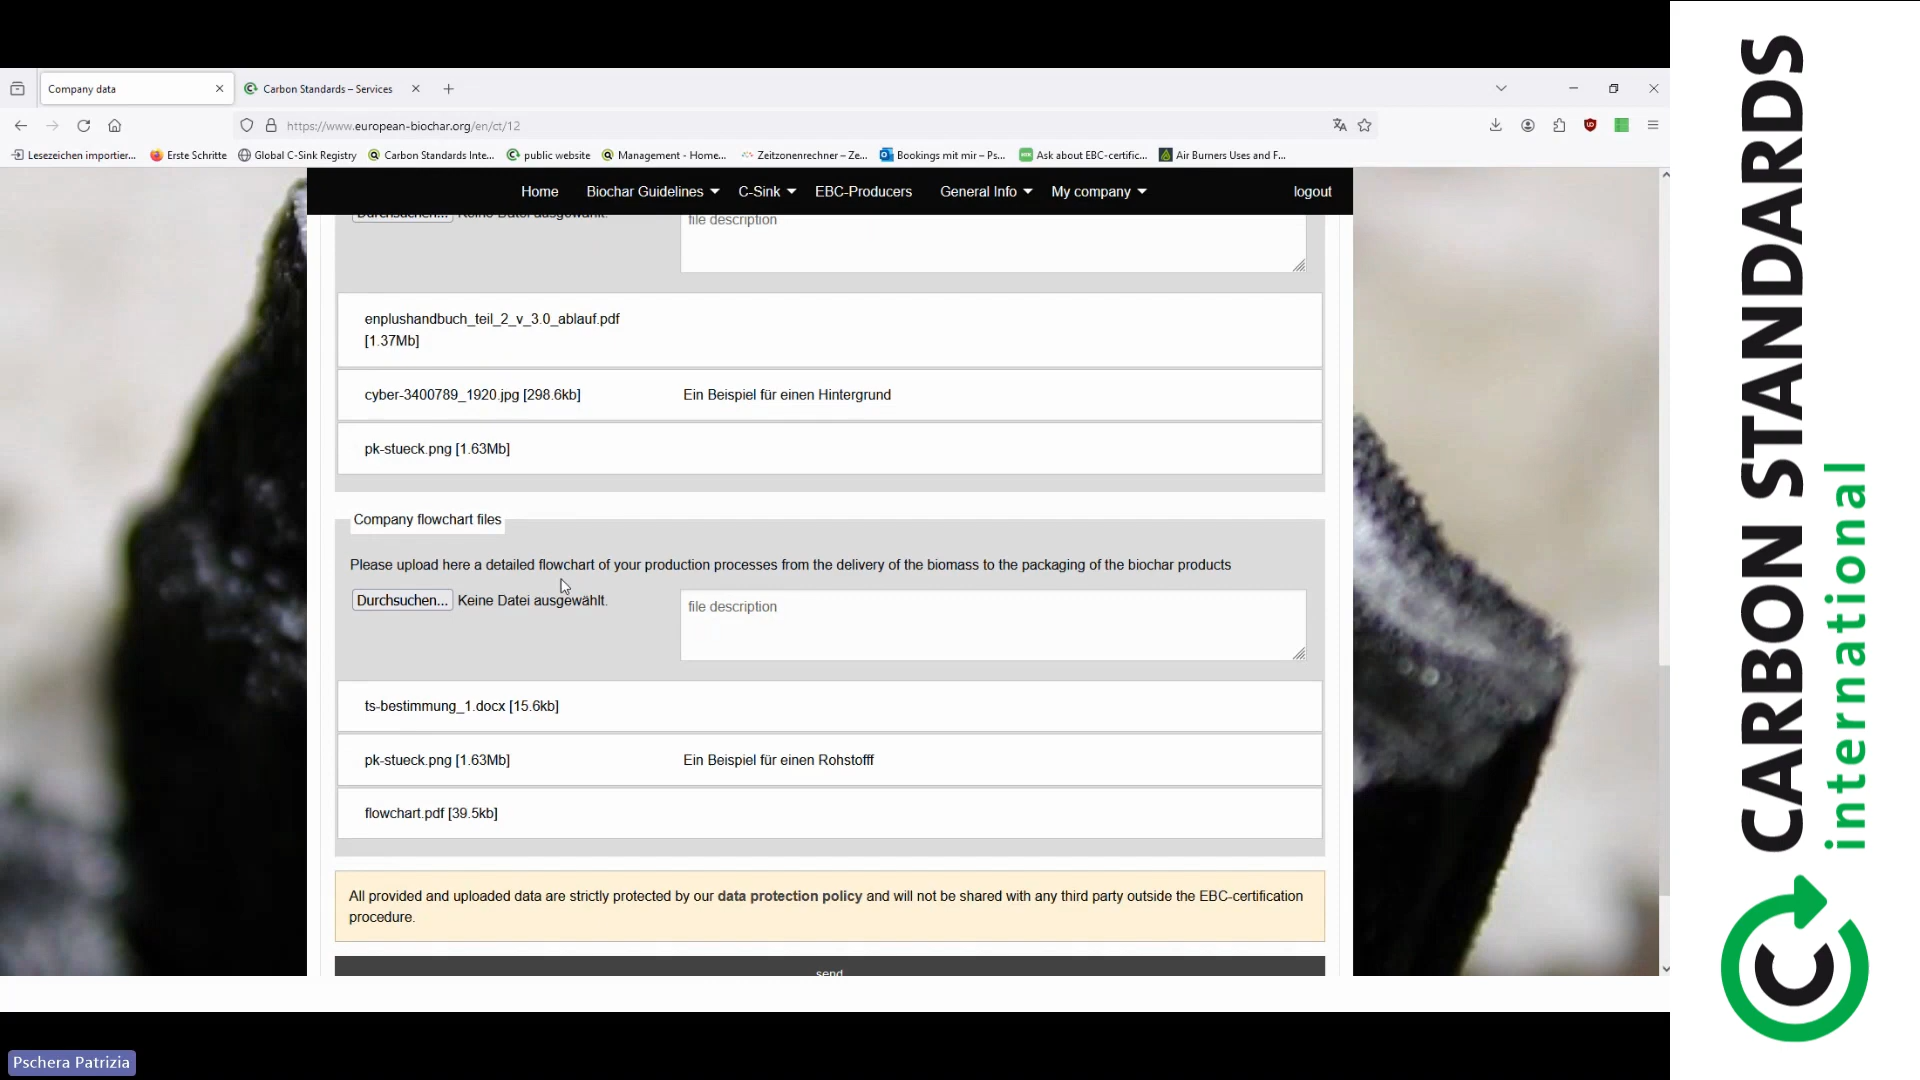 Company data
Carbon Standards – Services
https://www.european-biochar.org/en/ct/12
Lesezeichen importier...
Erste Schritte
Global C-Sink Registry
Carbon Standards Inte...
public website
Management - Home...
Zeitzonenrechner – Ze...
Bookings mit mir – Ps...
Ask about EBC-certific...
Air Burners Uses and F...
Home
Biochar Guidelines
C-Sink
EBC-Producers
General Info
My company
logout
Durchsuchen... Keine Datei ausgewählt.
file description
enplushandbuch_teil_2_v_3.0_ablauf.pdf
[1.37Mb]
cyber-3400789_1920.jpg [298.6kb]
Ein Beispiel für einen Hintergrund
pk-stueck.png [1.63Mb]
Company flowchart files
Please upload here a detailed flowchart of your production processes from the delivery of the biomass to the packaging of the biochar products
Durchsuchen... Keine Datei ausgewählt.
file description
ts-bestimmung_1.docx [15.6kb]
pk-stueck.png [1.63Mb]
Ein Beispiel für einen Rohstofff
flowchart.pdf [39.5kb]
All provided and uploaded data are strictly protected by our data protection policy and will not be shared with any third party outside the EBC-certification
procedure.
send
Pschera Patrizia
CARBON STANDARDS
international